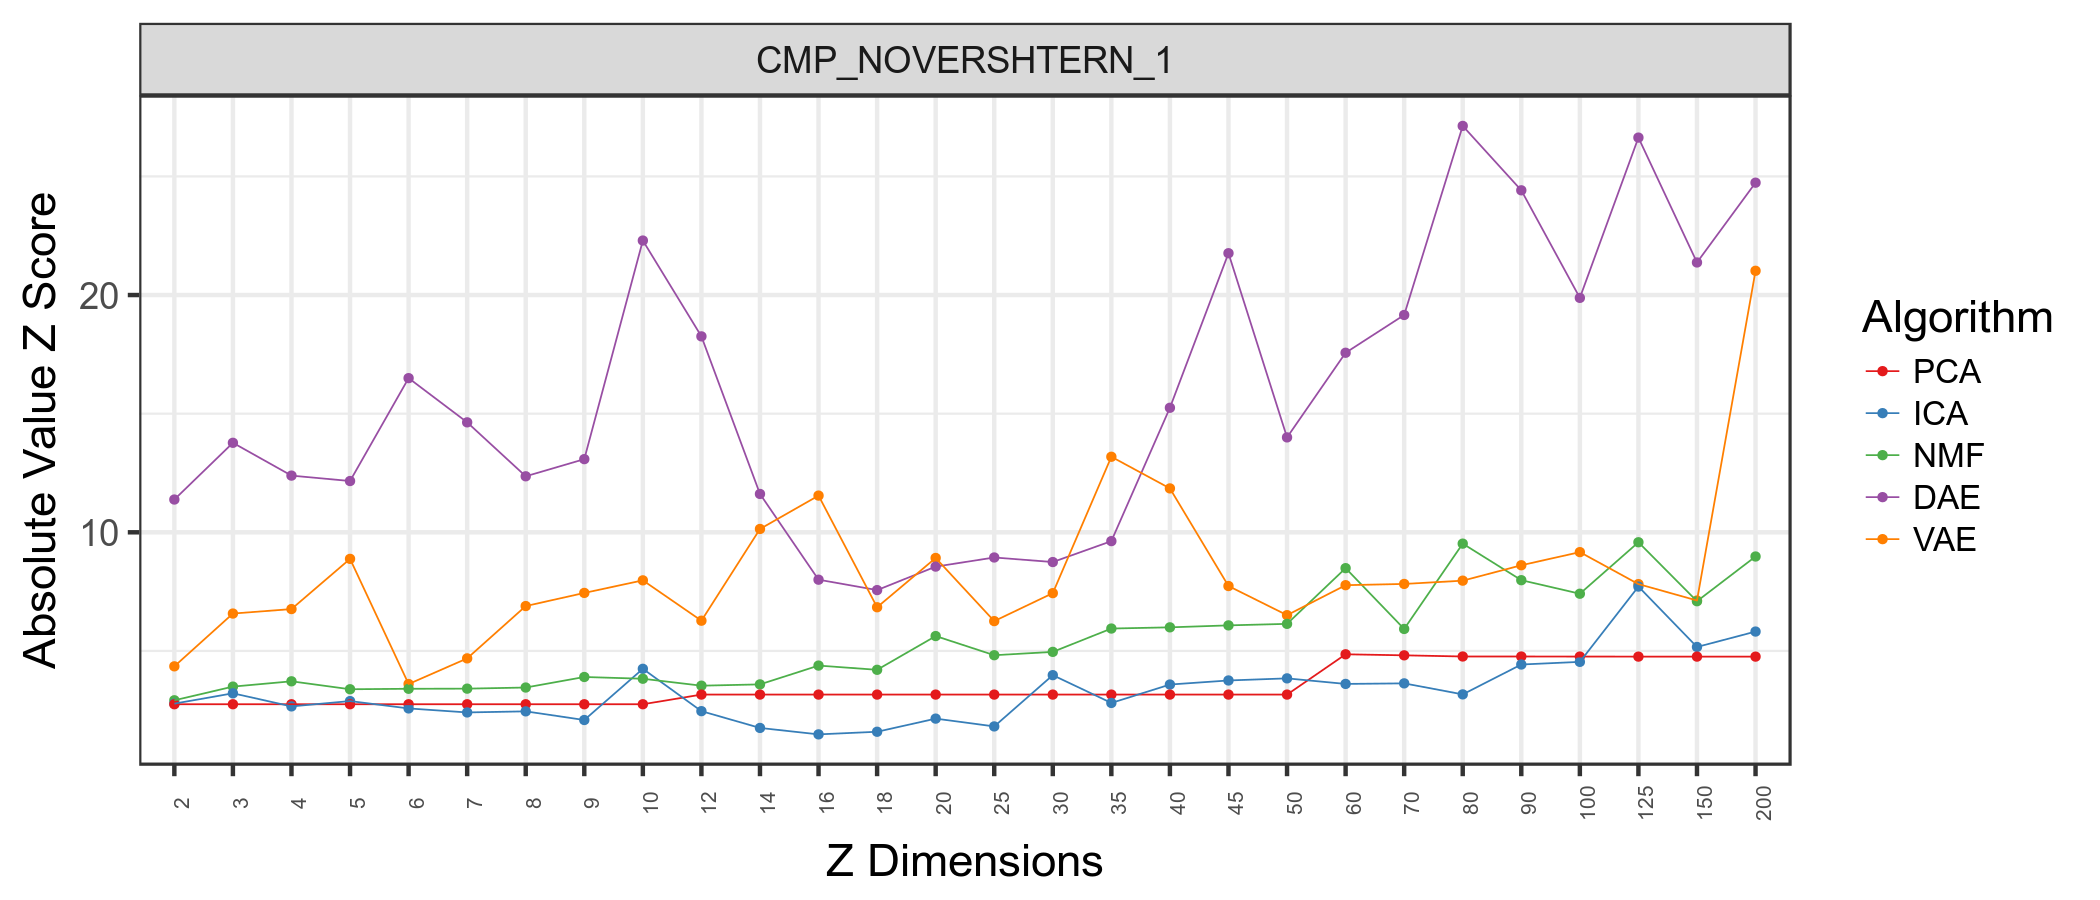 CMP_NOVERSHTERN_1
Absolute Value Z Score
20
10
2 3 4 5 6 7 8 9 10 12 14 16 18 20 25 30 35 40 45 50 60 70 80 90 100 125 150 200
Z Dimensions
Algorithm
PCA
ICA
NMF
DAE
VAE